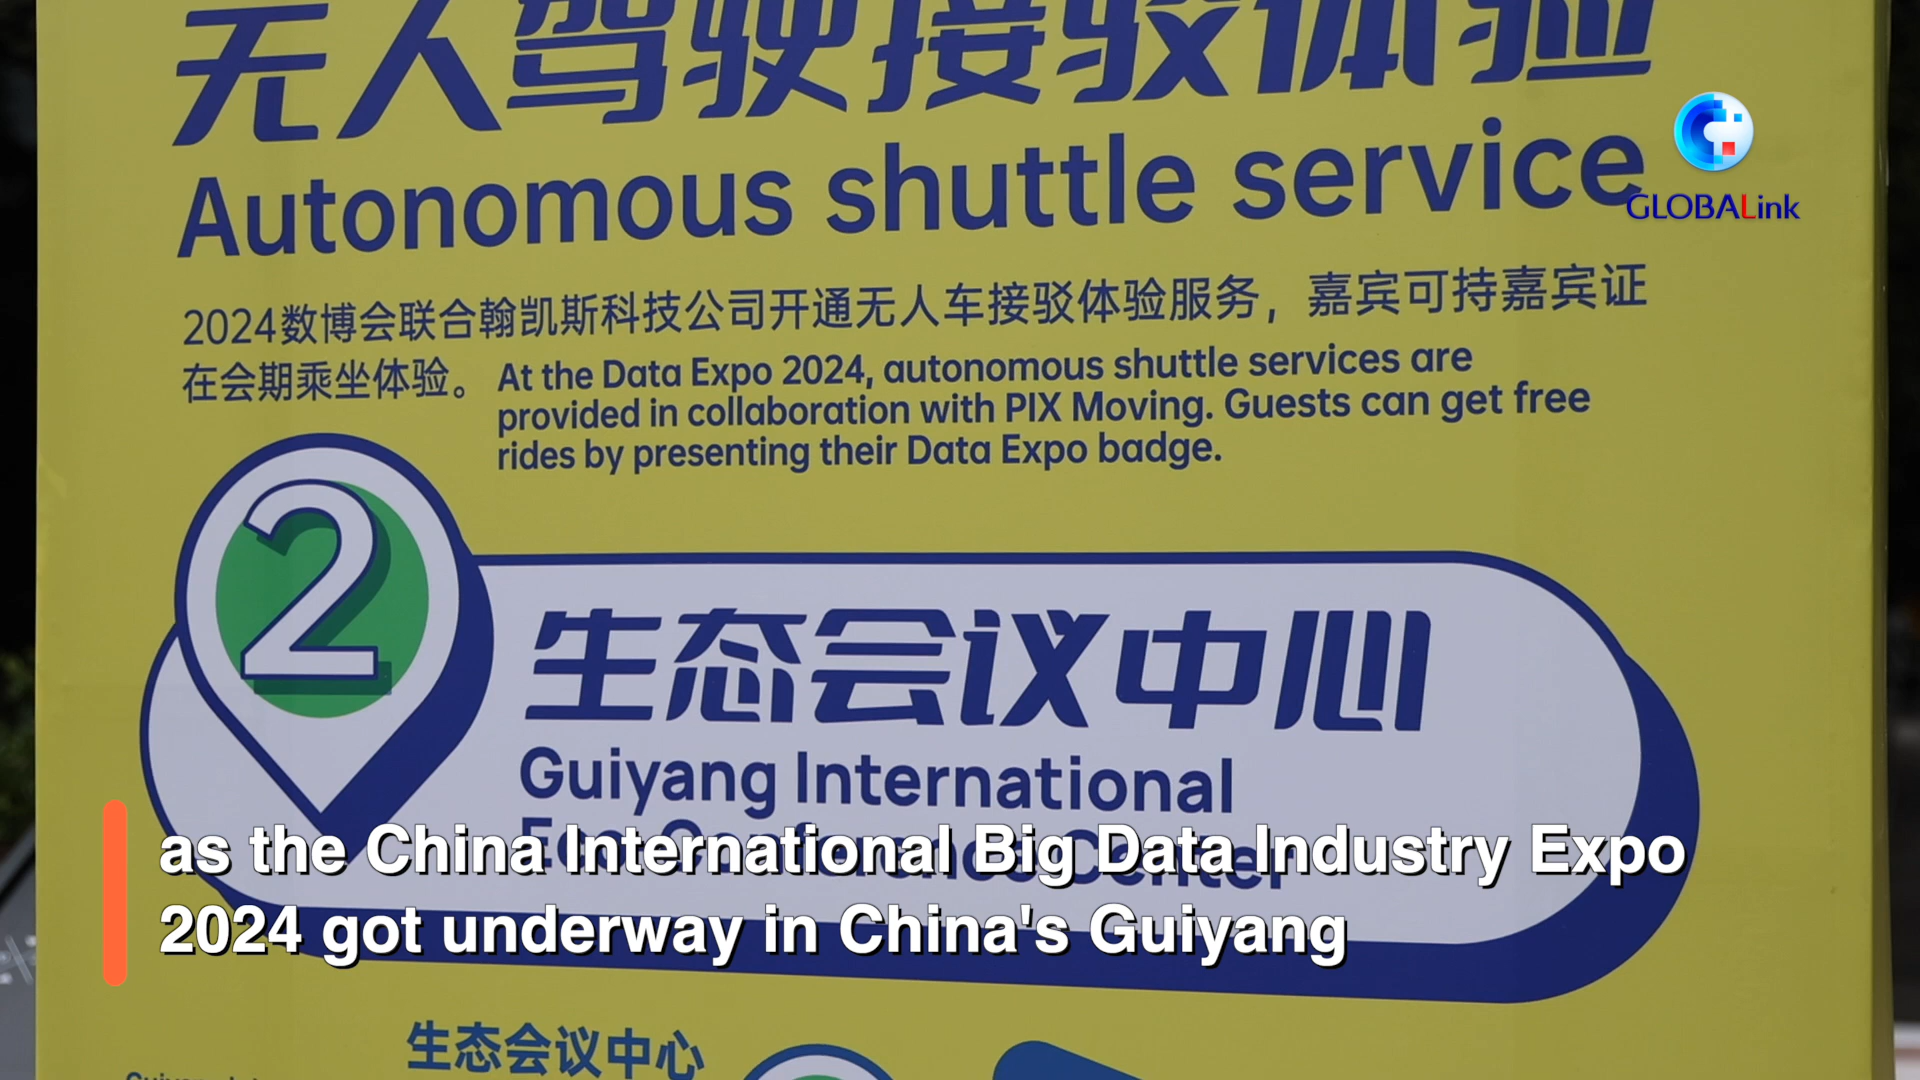 无人驾驶接驳体验
Autonomous shuttle service
GLOBALink
2024数博会联合翰凯斯科技公司开通无人车接驳体验服务，嘉宾可持嘉宾证
在会期乘坐体验。
At the Data Expo 2024, autonomous shuttle services are
provided in collaboration with PIX Moving. Guests can get free
rides by presenting their Data Expo badge.
2
生态会议中心
Guiyang International
Eco Conference Center
as the China International Big Data Industry Expo
2024 got underway in China's Guiyang
生态会议中心